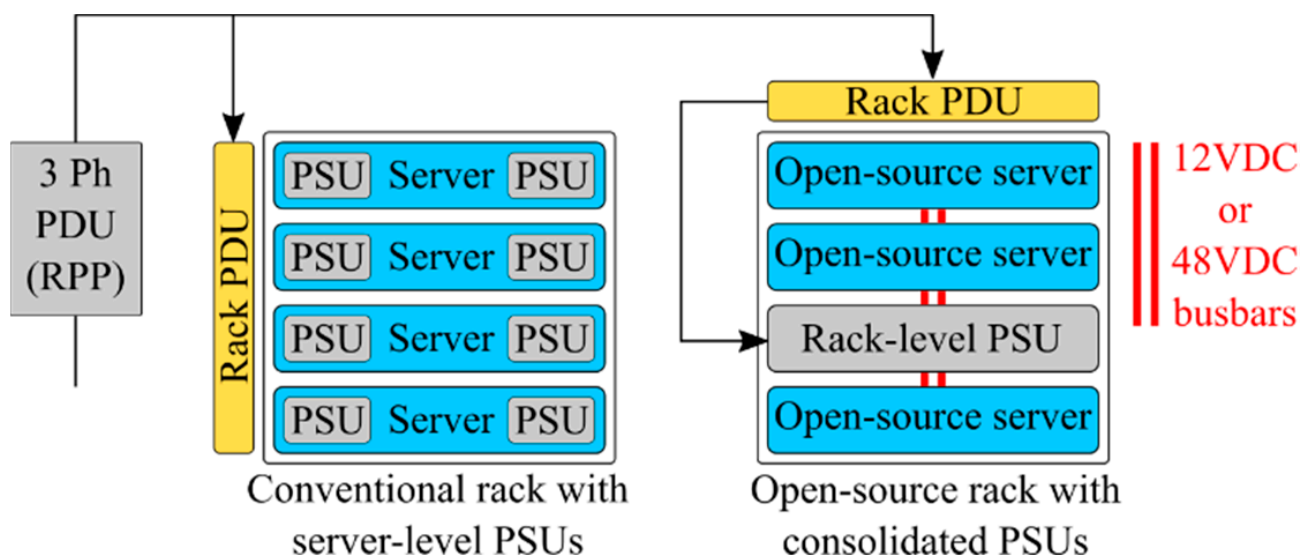 3 Ph
PDU
(RPP)
Rack PDU
PSU Server PSU
PSU Server PSU
PSU Server PSU
PSU Server PSU
Conventional rack with
server-level PSUs
Rack PDU
Open-source server
Open-source server
Rack-level PSU
Open-source server
12VDC
or
48VDC
busbars
Open-source rack with
consolidated PSUs